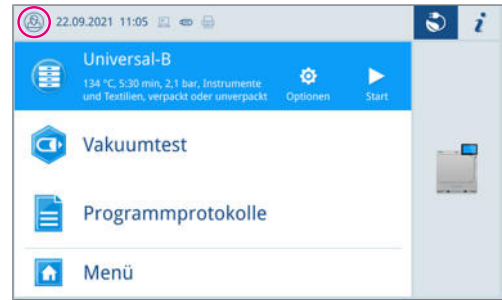 22.09.2021 11:05
i
Universal-B
134 °C, 5:30 min, 2,1 bar, Instrumente
und Textilien, verpackt oder unverpackt
Optionen
Start
Vakuumtest
Programmprotokolle
Menü